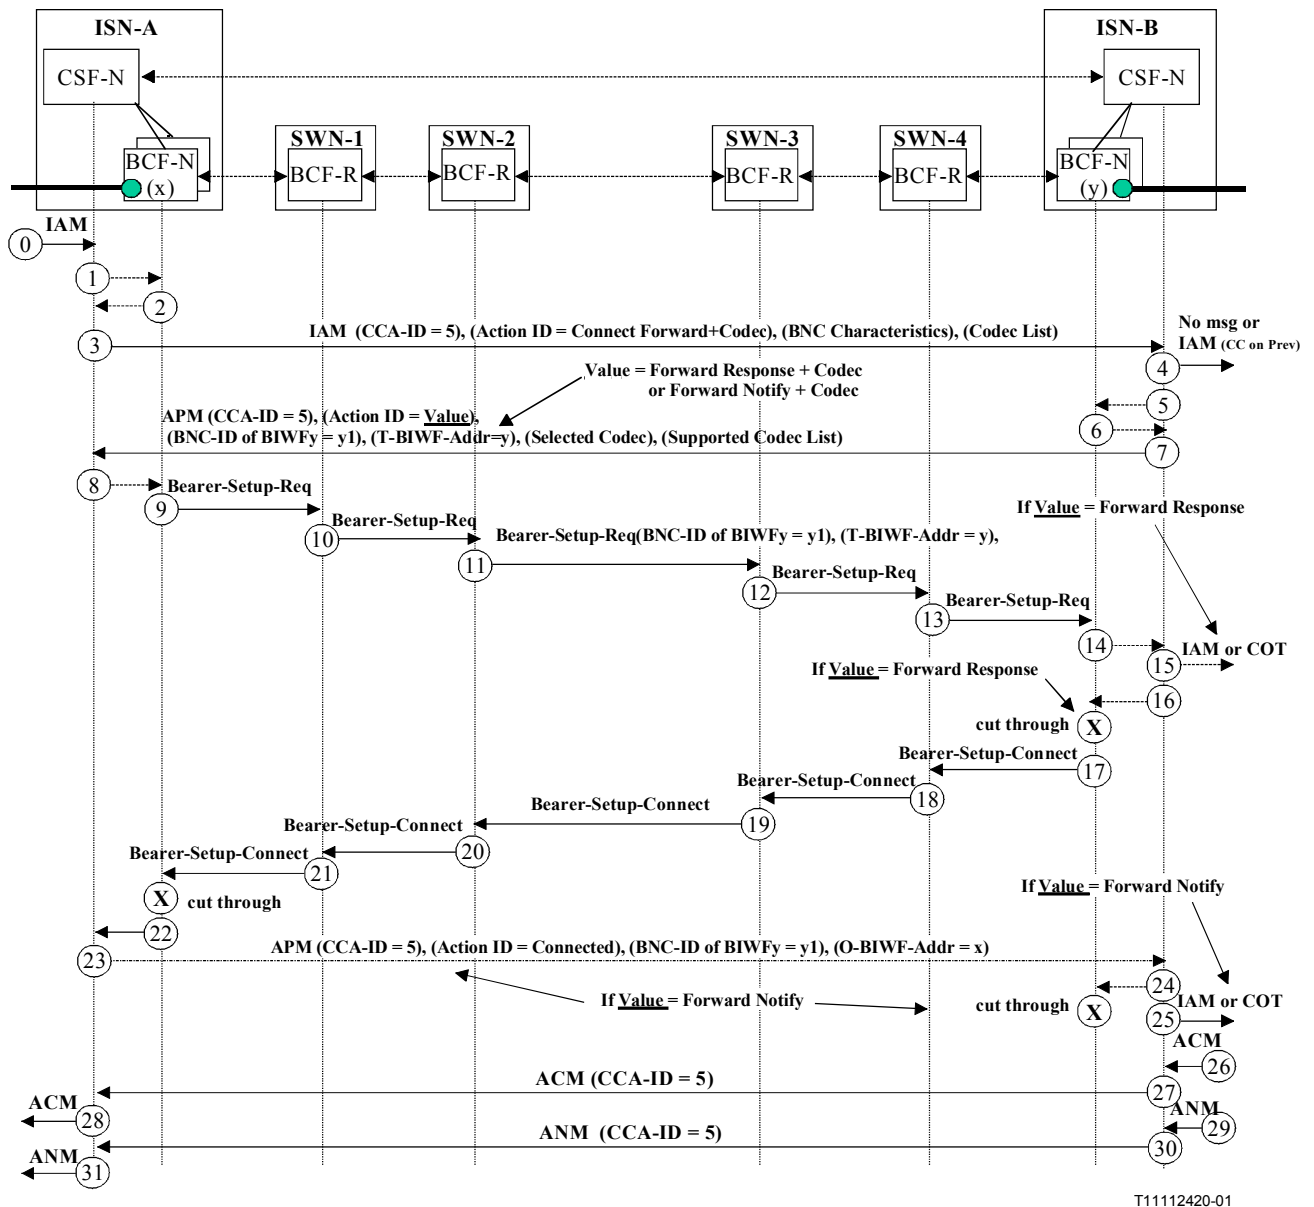 ISN-A
ISN-B
CSF-N
CSF-N
SWN-1
SWN-2
SWN-3
SWN-4
BCF-N
(x)
BCF-R
BCF-R
BCF-R
BCF-R
BCF-N
(y)
IAM
0
1
2
IAM (CCA-ID = 5), (Action ID = Connect Forward+Codec), (BNC Characteristics), (Codec List)
3
No msg or
IAM (CC on Prev)
4
Value = Forward Response + Codec
or Forward Notify + Codec
5
APM (CCA-ID = 5), (Action ID = Value),
(BNC-ID of BIWFy = y1), (T-BIWF-Addr=y), (Selected Codec), (Supported Codec List)
6
7
8
Bearer-Setup-Req
9
If Value = Forward Response
Bearer-Setup-Req
10
Bearer-Setup-Req(BNC-ID of BIWFy = y1), (T-BIWF-Addr = y),
11
Bearer-Setup-Req
12
Bearer-Setup-Req
13
14
IAM or COT
15
If Value = Forward Response
16
cut through
X
Bearer-Setup-Connect
17
Bearer-Setup-Connect
18
Bearer-Setup-Connect
19
Bearer-Setup-Connect
20
Bearer-Setup-Connect
21
If Value = Forward Notify
X
cut through
22
APM (CCA-ID = 5), (Action ID = Connected), (BNC-ID of BIWFy = y1), (O-BIWF-Addr = x)
23
24
If Value = Forward Notify
cut through
X
IAM or COT
25
ACM
26
ACM (CCA-ID = 5)
27
ACM
28
ANM
29
ANM (CCA-ID = 5)
30
ANM
31
T11112420-01